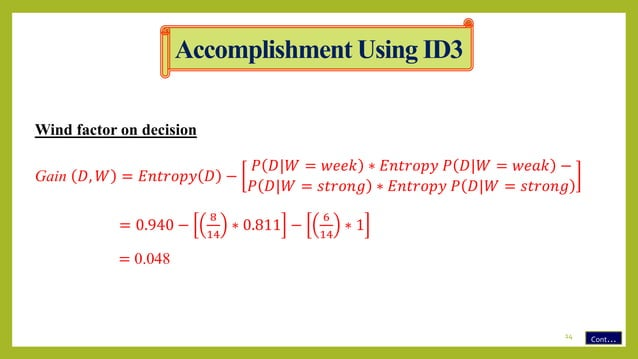 Accomplishment Using ID3
Wind factor on decision
Gain (D, W) = Entropy(D) − [P(D|W = week) ∗ Entropy P(D|W = weak) −
P(D|W = strong) ∗ Entropy P(D|W = strong)]
= 0.940 − [(8/14) ∗ 0.811] − [(6/14) ∗ 1]
= 0.048
14
Cont...